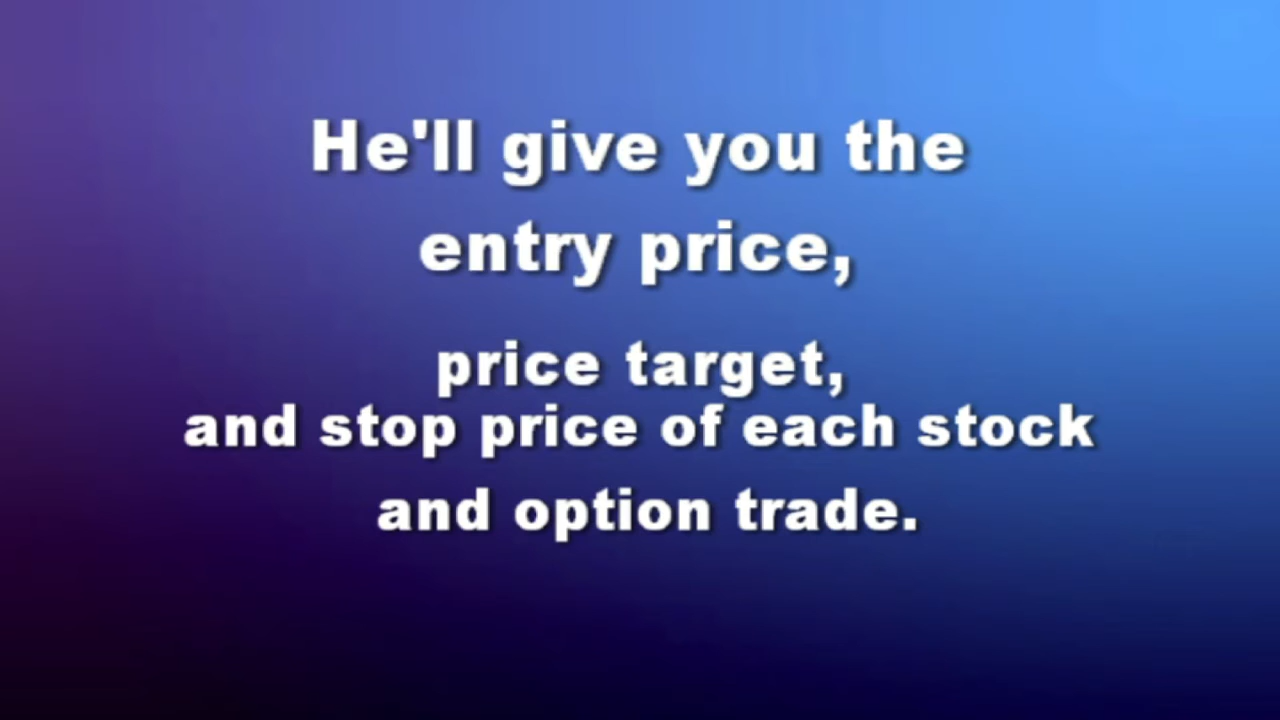 He'll give you the
entry price,
price target,
and stop price of each stock
and option trade.